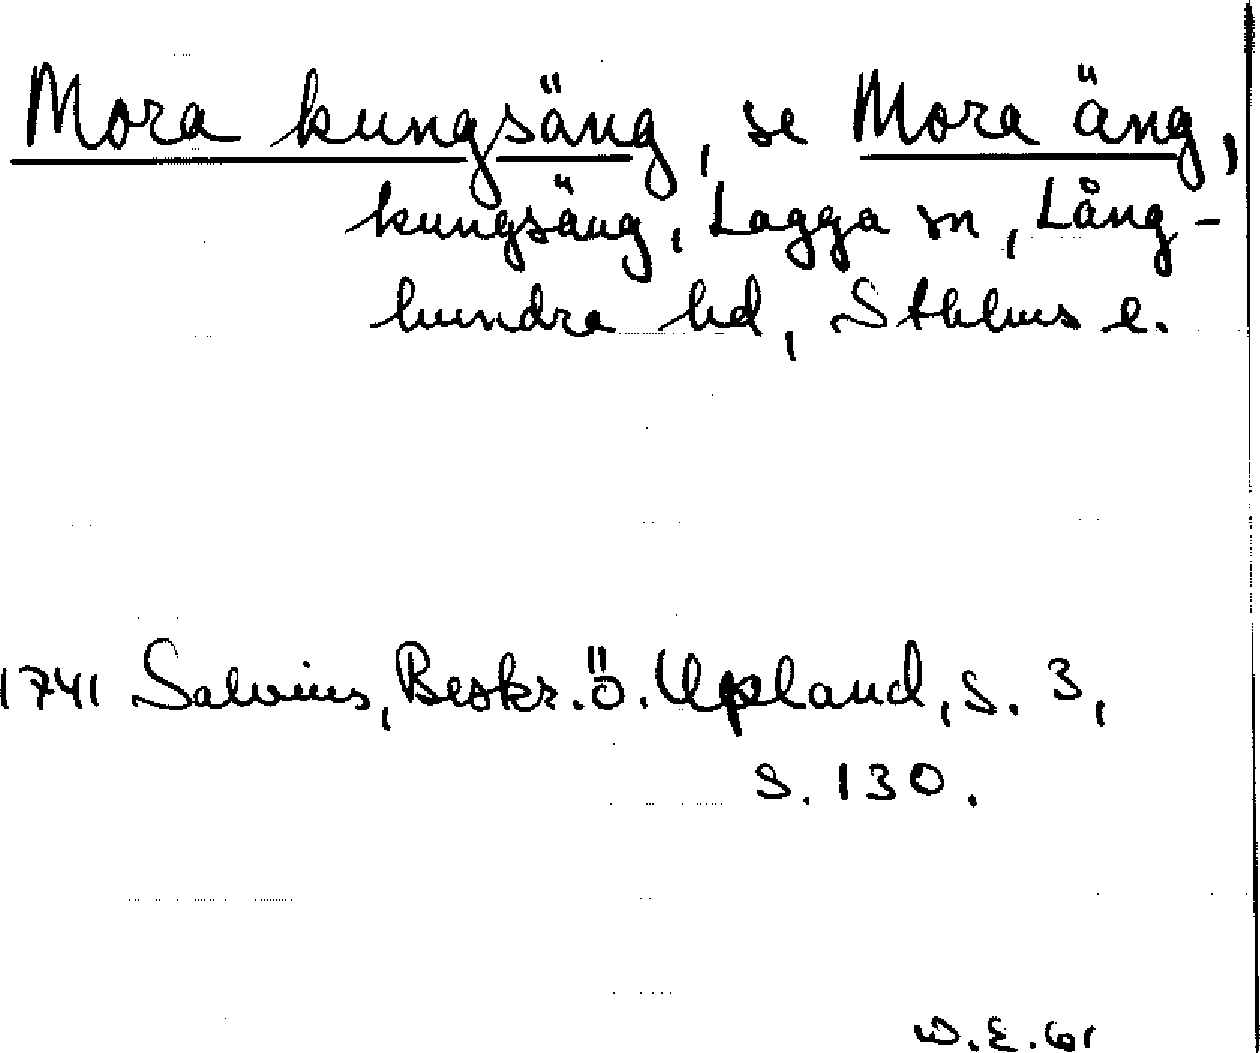 Mora kungsäng, se Mora äng,
kungsäng, Lagga sn, Lång-
hundra hd, Sthlms l.
1741 Salvius, Beskr. ö. Upland, s. 3,
s. 130.
D.E. 61